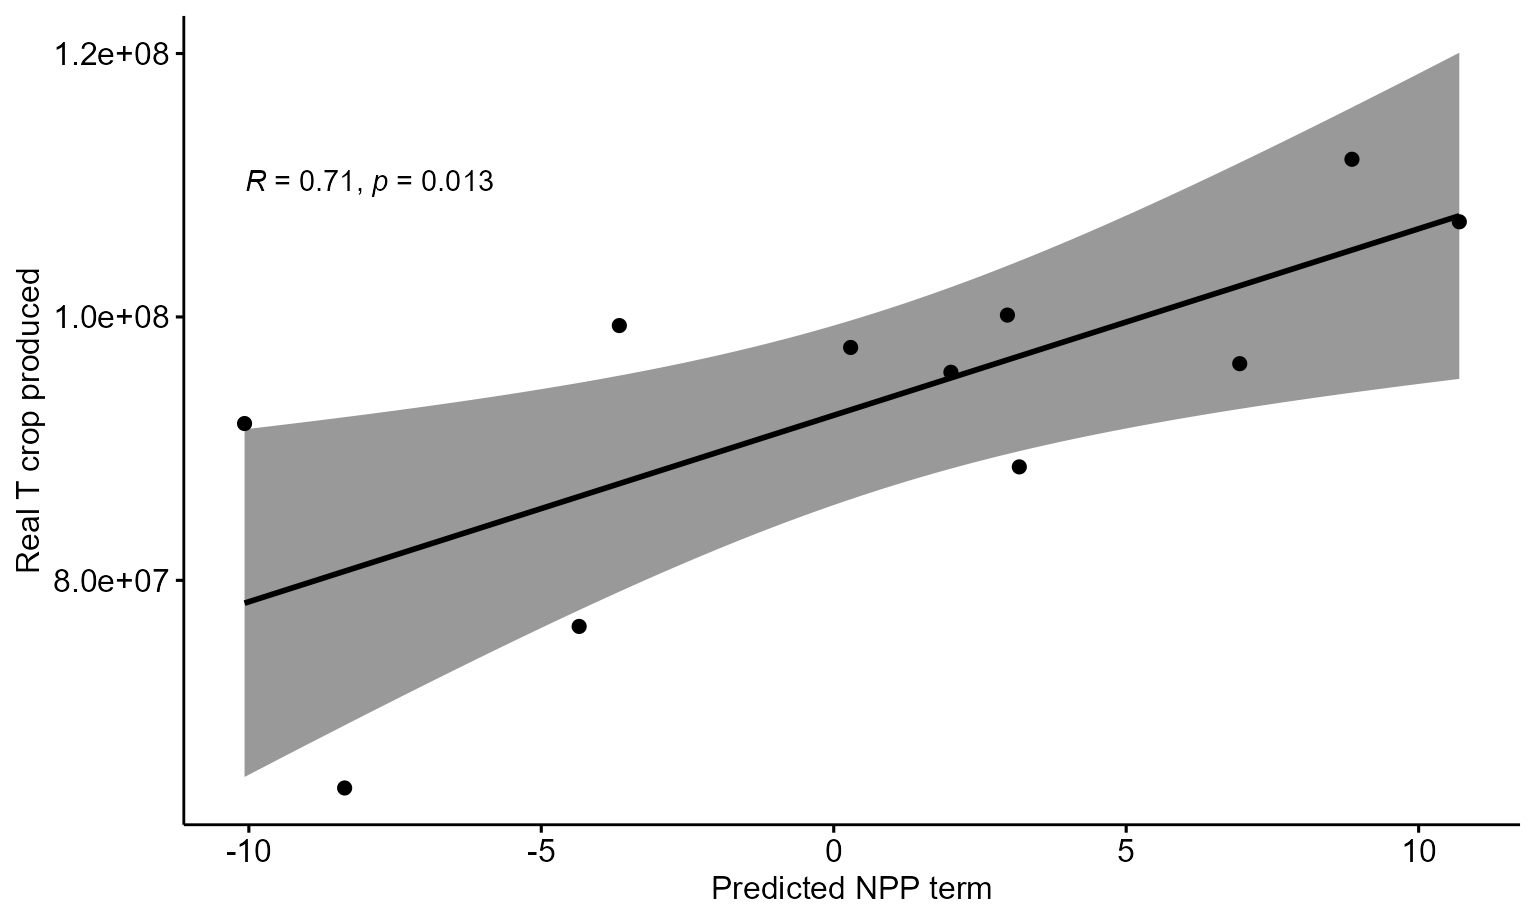 1.2e+08
R = 0.71, p = 0.013
1.0e+08
Real T crop produced
8.0e+07
-10 -5 0 5 10
Predicted NPP term